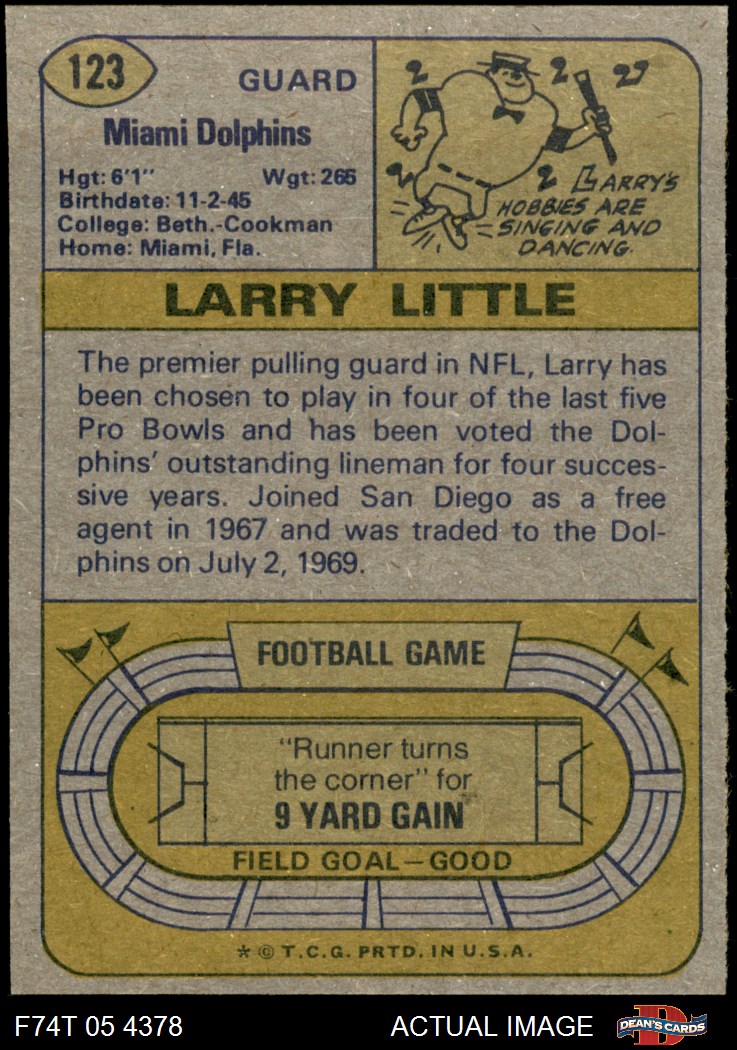 123
GUARD
Miami Dolphins
Hgt: 6'1" Wgt: 265
Birthdate: 11-2-45
College: Beth.-Cookman
Home: Miami, Fla.
2 2 2?
2 2 LARRY'S
HOBBIES ARE
SINGING AND
DANCING.
LARRY LITTLE
The premier pulling guard in NFL, Larry has
been chosen to play in four of the last five
Pro Bowls and has been voted the Dol-
phins' outstanding lineman for four succes-
sive years. Joined San Diego as a free
agent in 1967 and was traded to the Dol-
phins on July 2, 1969.
FOOTBALL GAME
"Runner turns
the corner" for
9 YARD GAIN
FIELD GOAL—GOOD
* © T.C.G. PRTD. IN U.S.A.
F74T 05 4378 ACTUAL IMAGE D DEAN'S CARDS